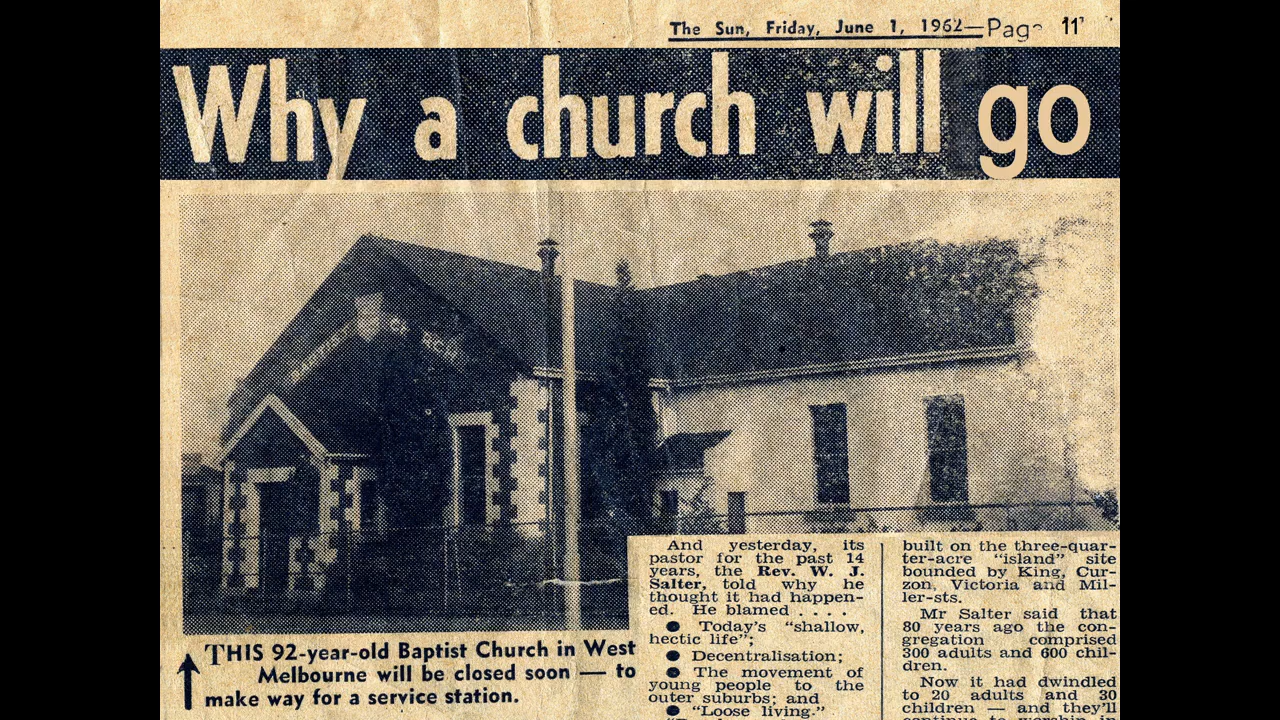 The Sun, Friday, June 1, 1962—Page 11
Why a church will go
THIS 92-year-old Baptist Church in West
Melbourne will be closed soon — to
make way for a service station.
And yesterday, its
pastor for the past 14
years, the Rev. W. J.
Salter, told why he
thought it had happen-
ed. He blamed . . . .
● Today's “shallow,
hectic life”;
● Decentralisation;
● The movement of
young people to the
outer suburbs; and
● “Loose living.”
built on the three-quar-
ter-acre “island” site
bounded by King, Cur-
zon, Victoria and Mil-
ler-sts.
Mr Salter said that
80 years ago the con-
gregation comprised
300 adults and 600 chil-
dren.
Now it had dwindled
to 20 adults and 30
children — and they'll
continue to worship in